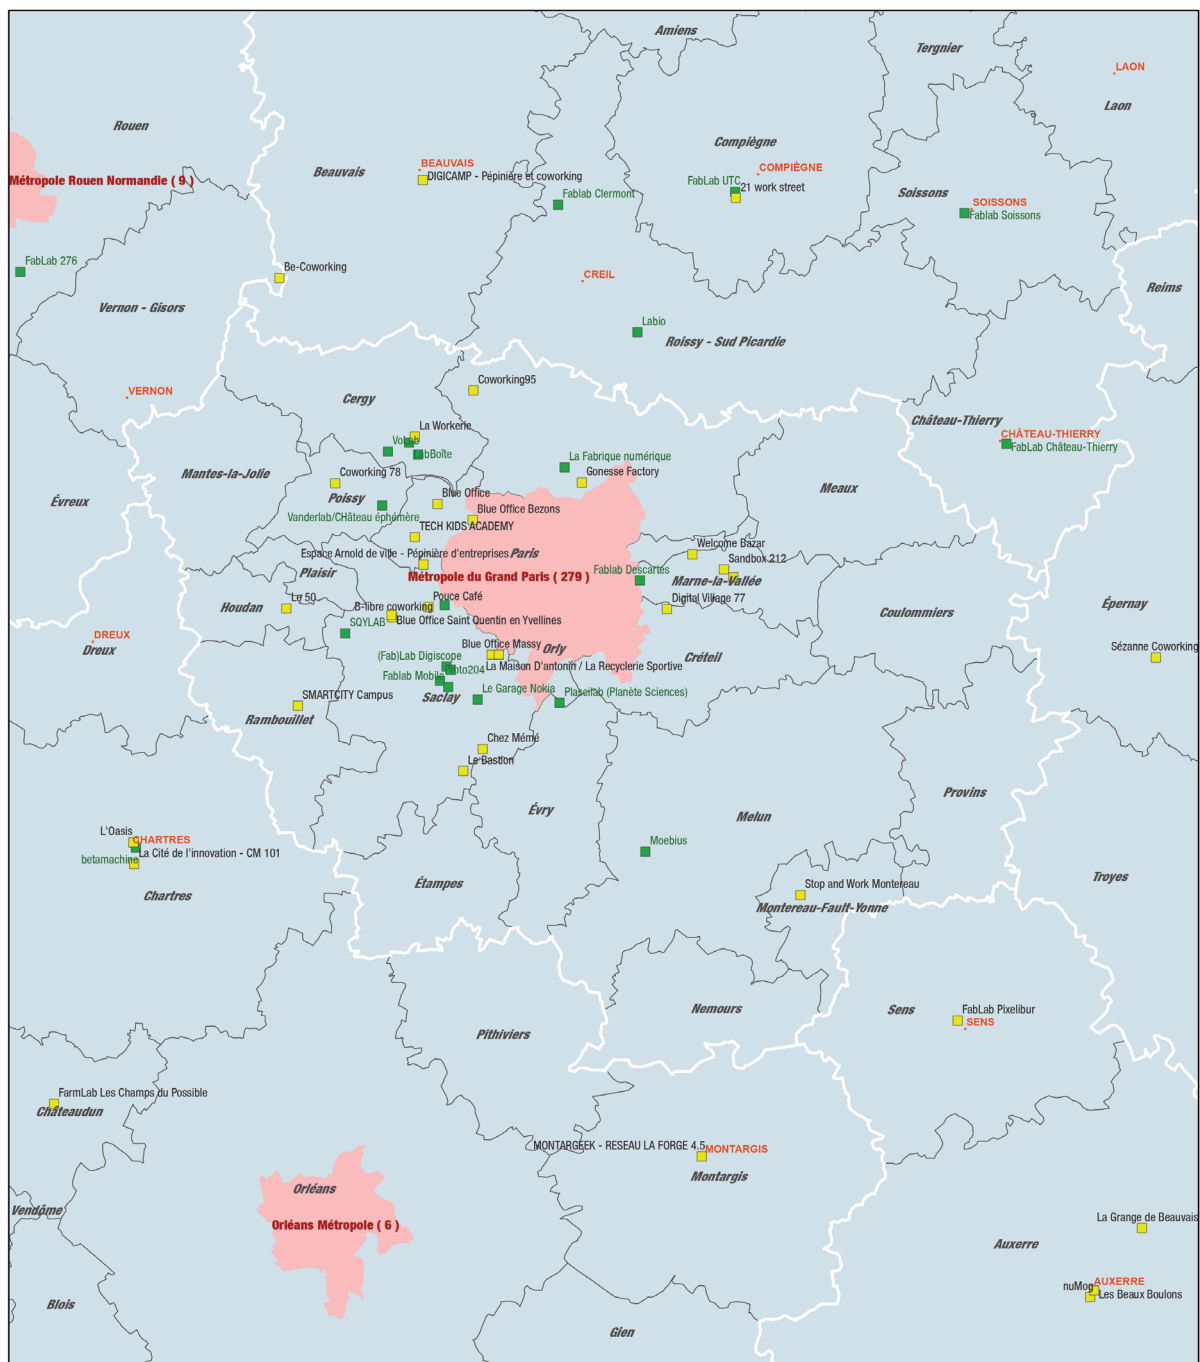 Amiens
Tergnier
LAON
Laon
Rouen
Compiègne
BEAUVAIS
Beauvais
COMPIÈGNE
DIGICAMP - Pépinière et coworking
Métropole Rouen Normandie ( 9 )
FabLab UTC
21 work street
Fablab Clermont
Soissons
SOISSONS
Fablab Soissons
FabLab 276
Be-Coworking
CREIL
Reims
Vernon - Gisors
Labio
Roissy - Sud Picardie
Coworking95
VERNON
Cergy
Château-Thierry
La Workerie
CHÂTEAU-THIERRY
VoLab
FabLab Château-Thierry
LabBoîte
La Fabrique numérique
Mantes-la-Jolie
Coworking 78
Gonesse Factory
Meaux
Poissy
Blue Office
Évreux
Vanderlab/CHâteau éphémère
Blue Office Bezons
TECH KIDS ACADEMY
Welcome Bazar
Espace Arnold de ville - Pépinière d'entreprises
Paris
Sandbox 212
Plaisir
Métropole du Grand Paris ( 279 )
Fablab Descartes
Marne-la-Vallée
Houdan
Le 50
Pouce Café
Digital Village 77
Coulommiers
Épernay
B-libre coworking
SQYLAB
Blue Office Saint Quentin en Yvellines
DREUX
Dreux
Blue Office Massy
Orly
Sézanne Coworking
(Fab)Lab Digiscope
Créteil
Proto204
La Maison D'antonin / La Recyclerie Sportive
Fablab Mobile
Le Garage Nokia
Planète Sciences)
SMARTCITY Campus
Saclay
Rambouillet
Chez Mémé
Le Bastion
Provins
Évry
Melun
L'Oasis
CHARTRES
Moebius
betamachine
La Cité de l'innovation - CM 101
Troyes
Étampes
Stop and Work Montereau
Chartres
Montereau-Fault-Yonne
Nemours
Sens
FabLab Pixelibur
SENS
Pithiviers
FarmLab Les Champs du Possible
Châteaudun
MONTARGEEK - RESEAU LA FORGE 4.5
MONTARGIS
Montargis
Orléans
Vendôme
Orléans Métropole ( 6 )
La Grange de Beauvais
Auxerre
AUXERRE
nuMog
Les Beaux Boulons
Blois
Gien